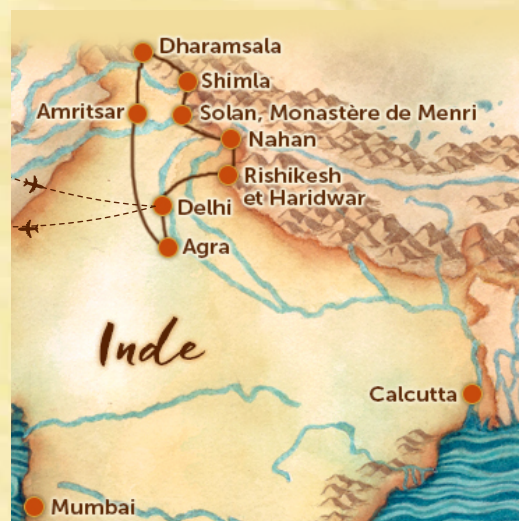 Dharamsala
Shimla
Amritsar
Solan, Monastère de Menri
Nahan
Rishikesh
et Haridwar
Delhi
Agra
Inde
Calcutta
Mumbai